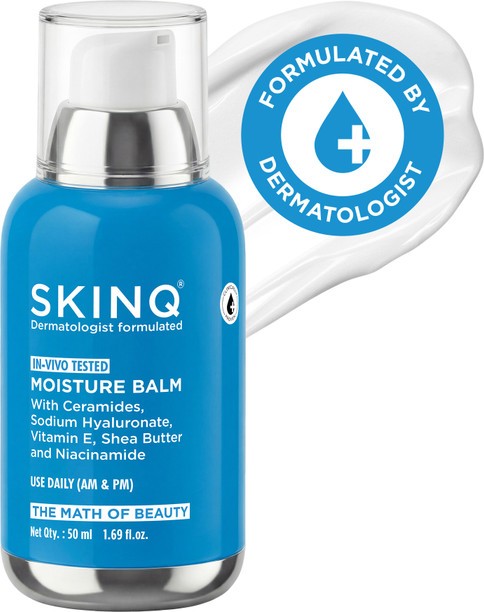 FORMULATED BY
DERMATOLOGIST
SKINQ®
Dermatologist formulated
IN-VIVO TESTED
MOISTURE BALM
With Ceramides,
Sodium Hyaluronate,
Vitamin E, Shea Butter
and Niacinamide
USE DAILY (AM & PM)
THE MATH OF BEAUTY
Net Qty. : 50 ml 1.69 fl.oz.